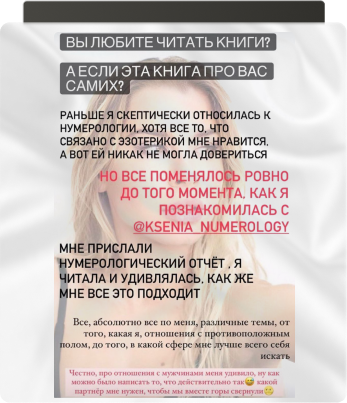 ВЫ ЛЮБИТЕ ЧИТАТЬ КНИГИ?
А ЕСЛИ ЭТА КНИГА ПРО ВАС
САМИХ?
РАНЬШЕ Я СКЕПТИЧЕСКИ ОТНОСИЛАСЬ К
НУМЕРОЛОГИИ, ХОТЯ ВСЕ ТО, ЧТО
СВЯЗАНО С ЭЗОТЕРИКОЙ МНЕ НРАВИТСЯ,
А ВОТ ЕЙ НИКАК НЕ МОГЛА ДОВЕРИТЬСЯ
НО ВСЕ ПОМЕНЯЛОСЬ РОВНО
ДО ТОГО МОМЕНТА, КАК Я
ПОЗНАКОМИЛАСЬ С
@KSENIA_NUMEROLOGY
МНЕ ПРИСЛАЛИ
НУМЕРОЛОГИЧЕСКИЙ ОТЧЁТ , Я
ЧИТАЛА И УДИВЛЯЛАСЬ, КАК ЖЕ
МНЕ ВСЕ ЭТО ПОДХОДИТ
Все, абсолютно все по меня, различные темы, от
того, какая я, отношения с противоположным
полом, до того, в какой сфере мне лучше всего себя
искать
Честно, про отношения с мужчинами меня удивило, ну как
можно было написать то, что действительно так😅 какой
партнёр мне нужен, чтобы мы вместе горы свернули🙂